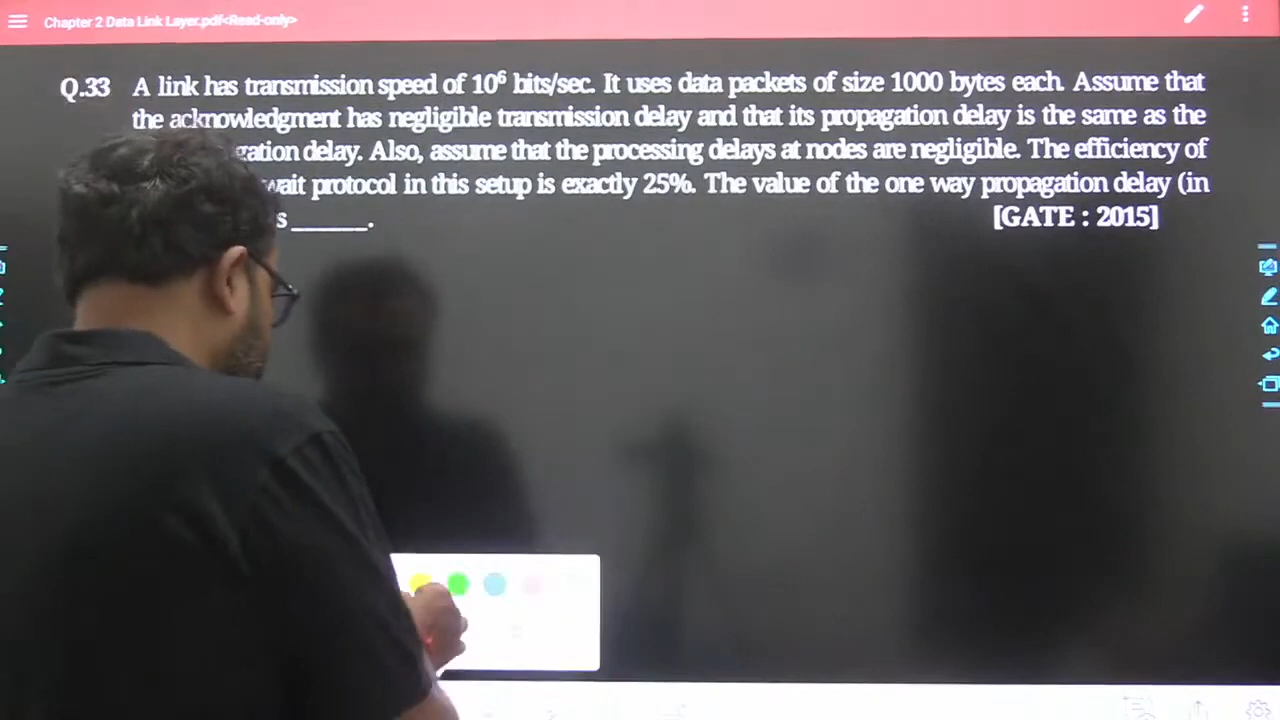 Chapter 2 Data Link Layer.pdf<Read-only>
Q.33 A link has transmission speed of 10⁶ bits/sec. It uses data packets of size 1000 bytes each. Assume that
the acknowledgment has negligible transmission delay and that its propagation delay is the same as the
gation delay. Also, assume that the processing delays at nodes are negligible. The efficiency of
wait protocol in this setup is exactly 25%. The value of the one way propagation delay (in
s ______.
[GATE : 2015]